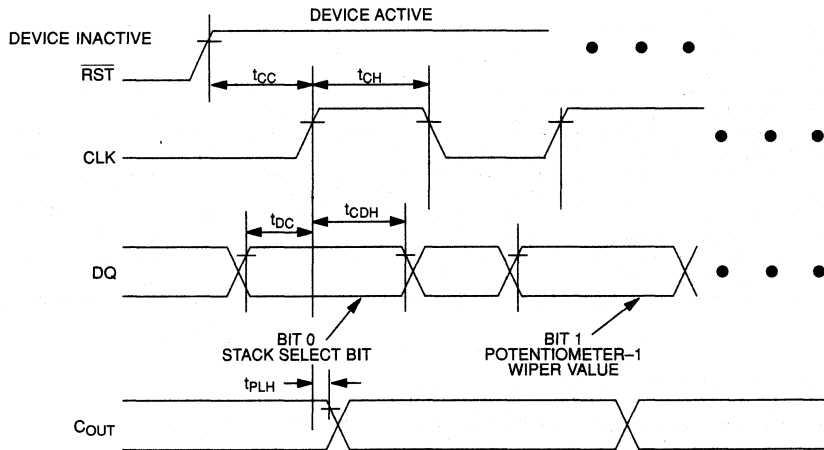 DEVICE ACTIVE
DEVICE INACTIVE
RST
tCC
tCH
CLK
tDC
tCDH
DQ
BIT 0
STACK SELECT BIT
BIT 1
POTENTIOMETER–1
WIPER VALUE
tPLH
COUT